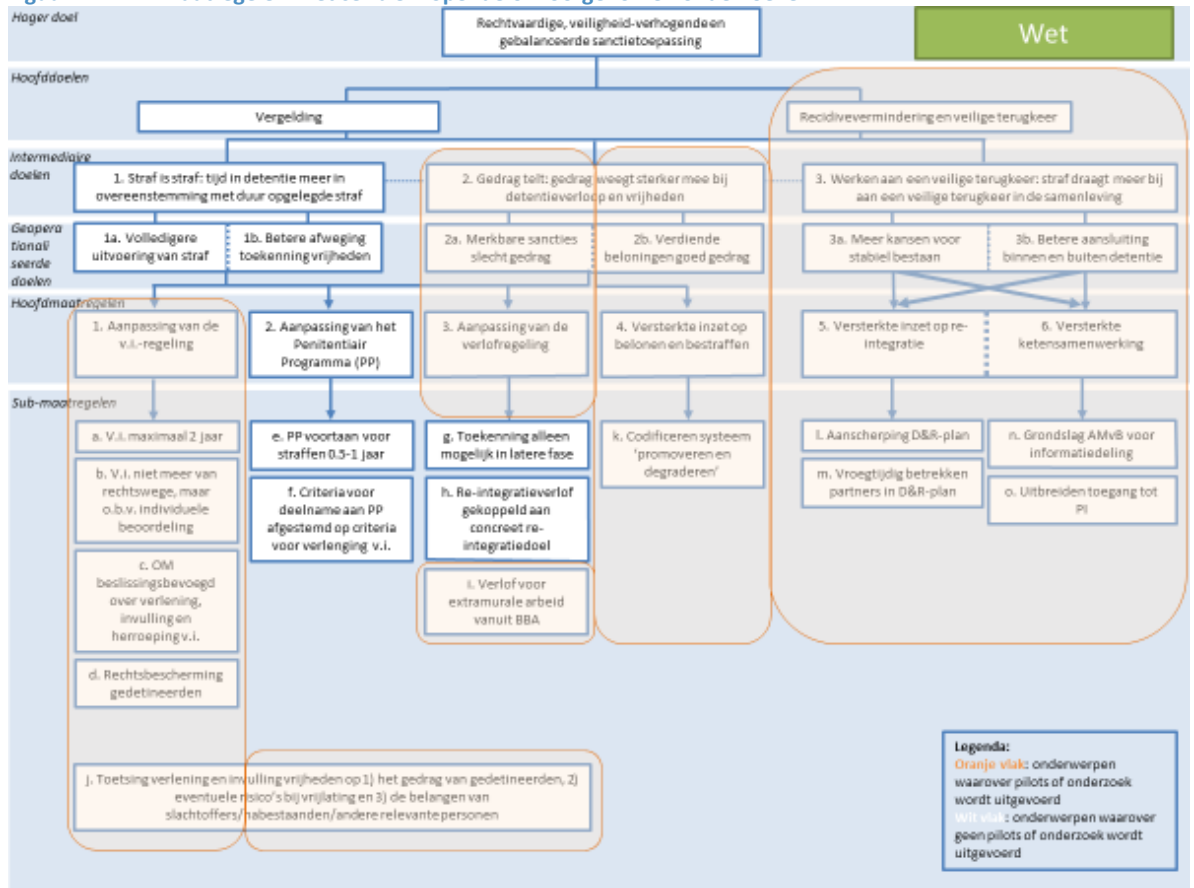 Hoger doel
Rechtvaardige, veiligheid-verhogende en
gebalanceerde sanctietoepassing
Wet
Hoofddoelen
Vergelding
Recidivevermindering en veilige terugkeer
Intermediaire
doelen
1. Straf is straf: tijd in detentie meer in
overeenstemming met duur opgelegde straf
2. Gedrag telt: gedrag weegt sterker mee bij
detentieverloop en vrijheden
3. Werken aan een veilige terugkeer: straf draagt meer bij
aan een veilige terugkeer in de samenleving
Geopera
tionali
seerde
doelen
1a. Volledigere
uitvoering van straf
1b. Betere afweging
toekenning vrijheden
2a. Merkbare sancties
slecht gedrag
2b. Verdiende
beloningen goed gedrag
3a. Meer kansen voor
stabiel bestaan
3b. Betere aansluiting
binnen en buiten detentie
Hoofdmaatregelen
1. Aanpassing van de
v.i.-regeling
2. Aanpassing van het
Penitentiair
Programma (PP)
3. Aanpassing van de
verlofregeling
4. Versterkte inzet op
belonen en bestraffen
5. Versterkte inzet op re-
integratie
6. Versterkte
ketensamenwerking
Sub-maatregelen
a. V.i. maximaal 2 jaar
b. V.i. niet meer van
rechtswege, maar
o.b.v. individuele
beoordeling
c. OM
beslissingsbevoegd
over verlening,
invulling en
herroeping v.i.
d. Rechtsbescherming
gedetineerden
e. PP voortaan voor
straffen 0.5-1 jaar
f. Criteria voor
deelname aan PP
afgestemd op criteria
voor verlenging v.i.
g. Toekenning alleen
mogelijk in latere fase
h. Re-integratieverlof
gekoppeld aan
concreet re-
integratiedoel
i. Verlof voor
extramurale arbeid
vanuit BBA
k. Codificeren systeem
'promoveren en
degraderen'
l. Aanscherping D&R-plan
m. Vroegtijdig betrekken
partners in D&R-plan
n. Grondslag AMvB voor
informatiedeling
o. Uitbreiden toegang tot
PI
j. Toetsing verlening en invulling vrijheden op 1) het gedrag van gedetineerden, 2)
eventuele risico's bij vrijlating en 3) de belangen van
slachtoffers/nabestaanden/andere relevante personen
Legenda:
Oranje vlak: onderwerpen
waarover pilots of onderzoek
wordt uitgevoerd
Wit vlak: onderwerpen waarover
geen pilots of onderzoek wordt
uitgevoerd